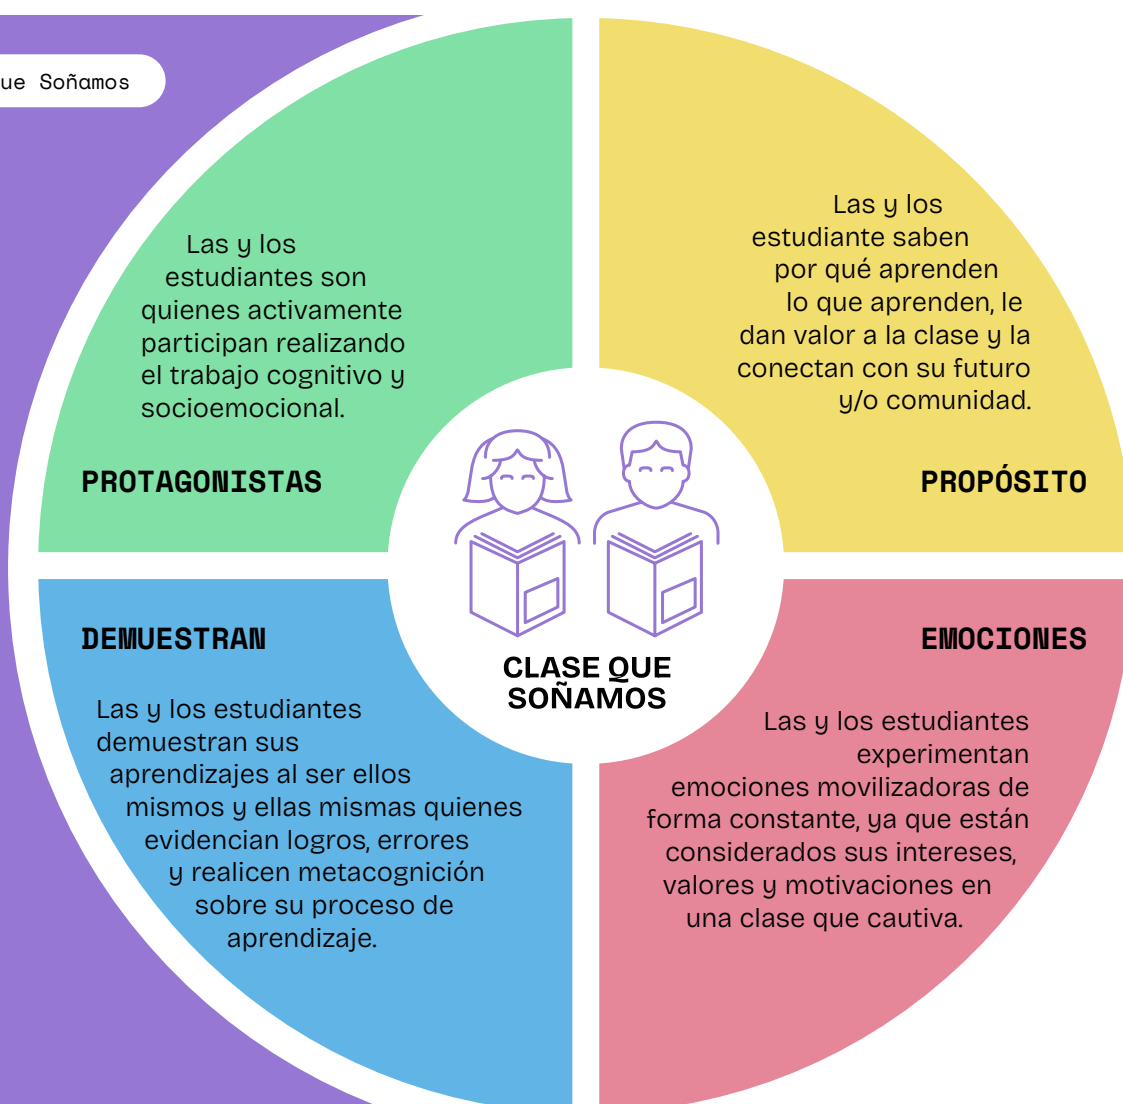 ue Soñamos
Las y los
estudiantes son
quienes activamente
participan realizando
el trabajo cognitivo y
socioemocional.
PROTAGONISTAS
Las y los
estudiante saben
por qué aprenden
lo que aprenden, le
dan valor a la clase y la
conectan con su futuro
y/o comunidad.
PROPÓSITO
CLASE QUE
SOÑAMOS
DEMUESTRAN
Las y los estudiantes
demuestran sus
aprendizajes al ser ellos
mismos y ellas mismas quienes
evidencian logros, errores
y realicen metacognición
sobre su proceso de
aprendizaje.
EMOCIONES
Las y los estudiantes
experimentan
emociones movilizadoras de
forma constante, ya que están
considerados sus intereses,
valores y motivaciones en
una clase que cautiva.